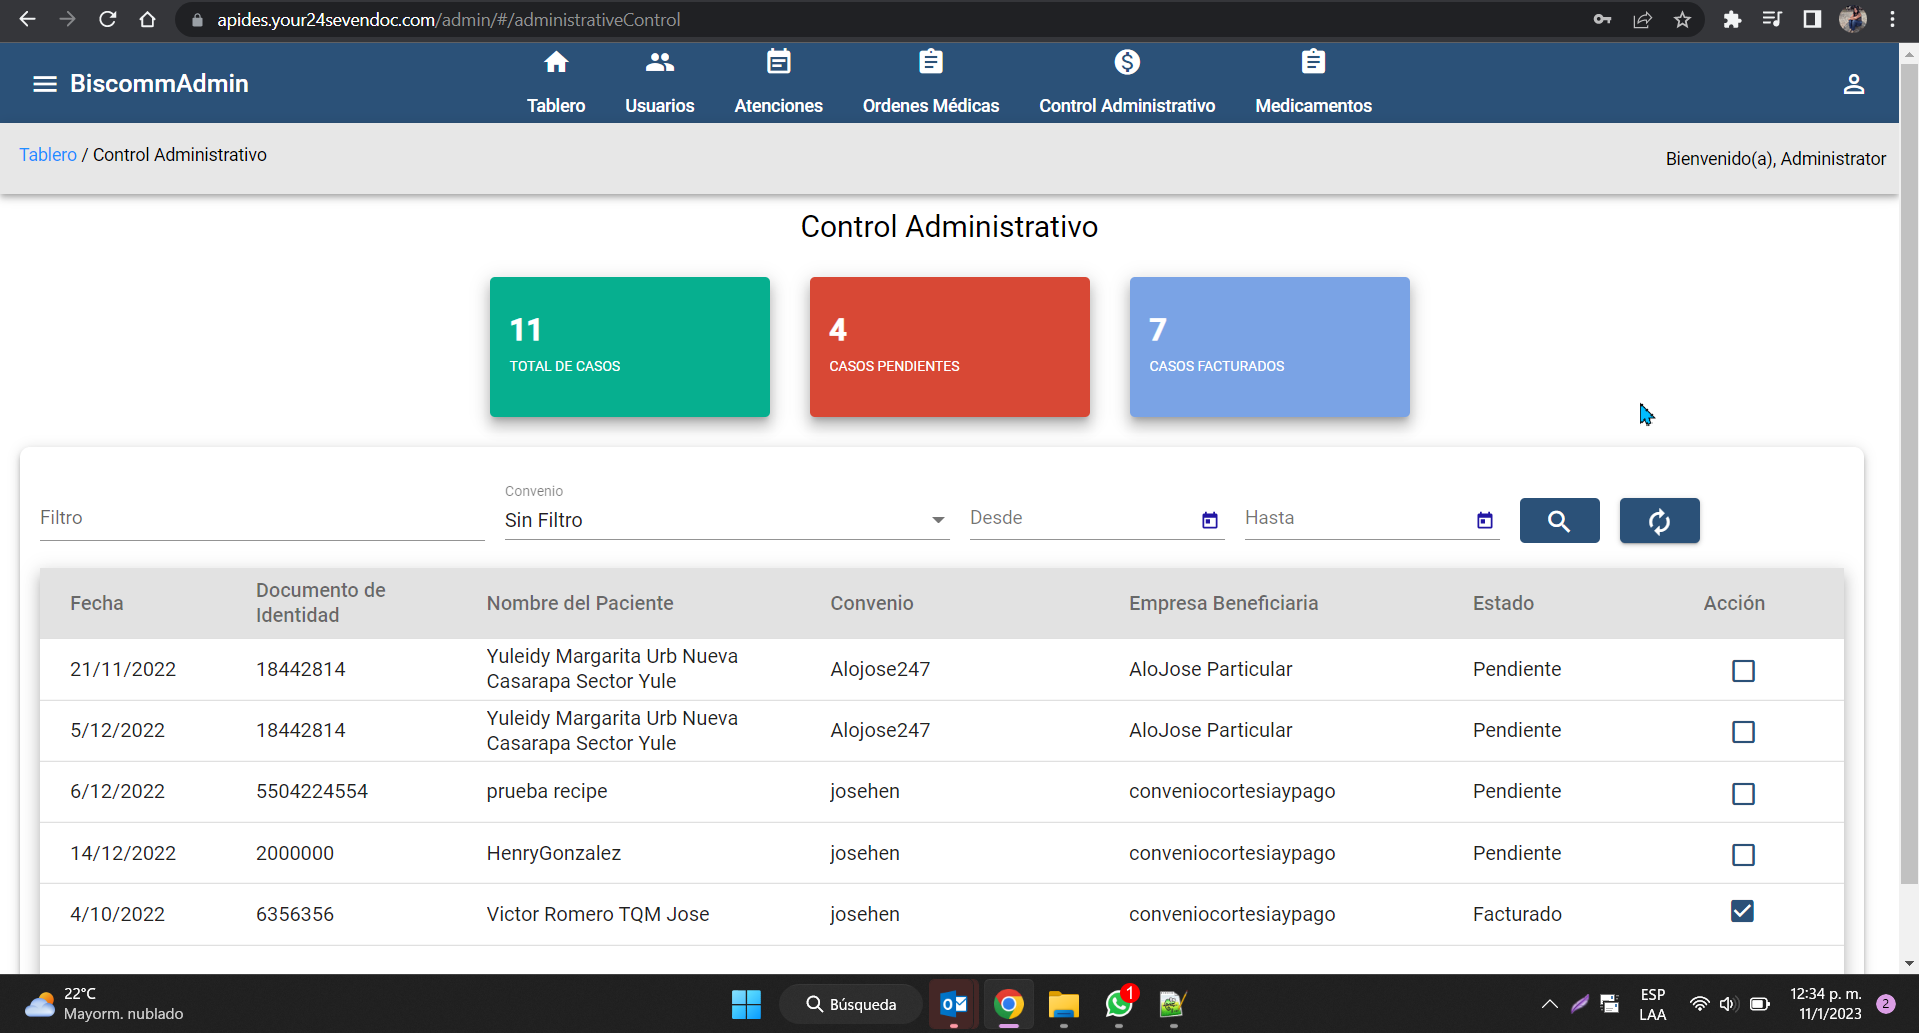 apides.your24sevendoc.com/admin/#/administrativeControl
BiscommAdmin
Tablero
Usuarios
Atenciones
Ordenes Médicas
Control Administrativo
Medicamentos
Tablero / Control Administrativo
Bienvenido(a), Administrator
Control Administrativo
11
TOTAL DE CASOS
4
CASOS PENDIENTES
7
CASOS FACTURADOS
Filtro
Convenio
Sin Filtro
Desde
Hasta
Fecha
Documento de
Identidad
Nombre del Paciente
Convenio
Empresa Beneficiaria
Estado
Acción
21/11/2022
18442814
Yuleidy Margarita Urb Nueva
Casarapa Sector Yule
Alojose247
AloJose Particular
Pendiente
5/12/2022
18442814
Yuleidy Margarita Urb Nueva
Casarapa Sector Yule
Alojose247
AloJose Particular
Pendiente
6/12/2022
5504224554
prueba recipe
josehen
conveniocortesiaypago
Pendiente
14/12/2022
2000000
HenryGonzalez
josehen
conveniocortesiaypago
Pendiente
4/10/2022
6356356
Victor Romero TQM Jose
josehen
conveniocortesiaypago
Facturado
22°C
Mayorm. nublado
Búsqueda
1
ESP
LAA
12:34 p. m.
11/1/2023
2